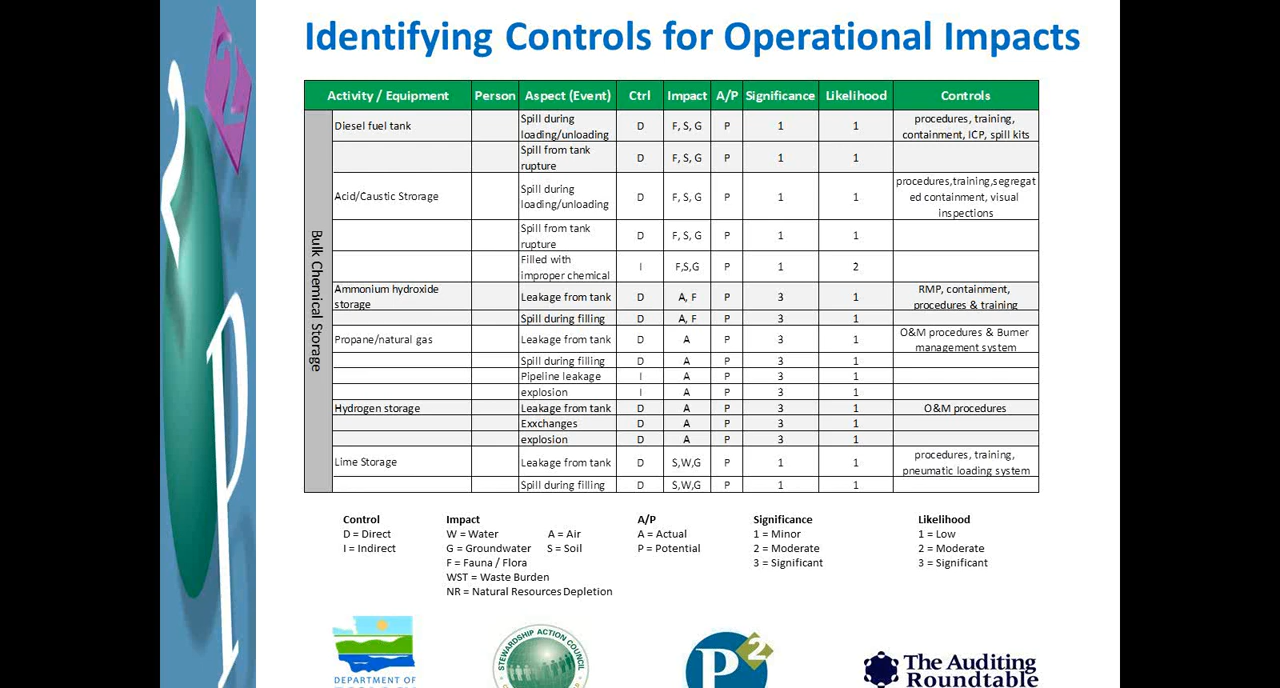 Identifying Controls for Operational Impacts
Activity / Equipment Person Aspect (Event) Ctrl Impact A/P Significance Likelihood Controls
Bulk Chemical Storage
Diesel fuel tank Spill during loading/unloading D F, S, G P 1 1 procedures, training, containment, ICP, spill kits
Spill from tank rupture D F, S, G P 1 1
Acid/Caustic Strorage Spill during loading/unloading D F, S, G P 1 1 procedures,training,segregated containment, visual inspections
Spill from tank rupture D F, S, G P 1 1
Filled with improper chemical I F,S,G P 1 2
Ammonium hydroxide storage Leakage from tank D A, F P 3 1 RMP, containment, procedures & training
Spill during filling D A, F P 3 1
Propane/natural gas Leakage from tank D A P 3 1 O&M procedures & Burner management system
Spill during filling D A P 3 1
Pipeline leakage I A P 3 1
explosion I A P 3 1
Hydrogen storage Leakage from tank D A P 3 1 O&M procedures
Exxchanges D A P 3 1
explosion D A P 3 1
Lime Storage Leakage from tank D S,W,G P 1 1 procedures, training, pneumatic loading system
Spill during filling D S,W,G P 1 1
Control Impact A/P Significance Likelihood
D = Direct W = Water A = Air A = Actual 1 = Minor 1 = Low
I = Indirect G = Groundwater S = Soil P = Potential 2 = Moderate 2 = Moderate
F = Fauna / Flora 3 = Significant 3 = Significant
WST = Waste Burden
NR = Natural Resources Depletion
DEPARTMENT OF
STEWARDSHIP ACTION COUNCIL
P2
The Auditing
Roundtable
2
P